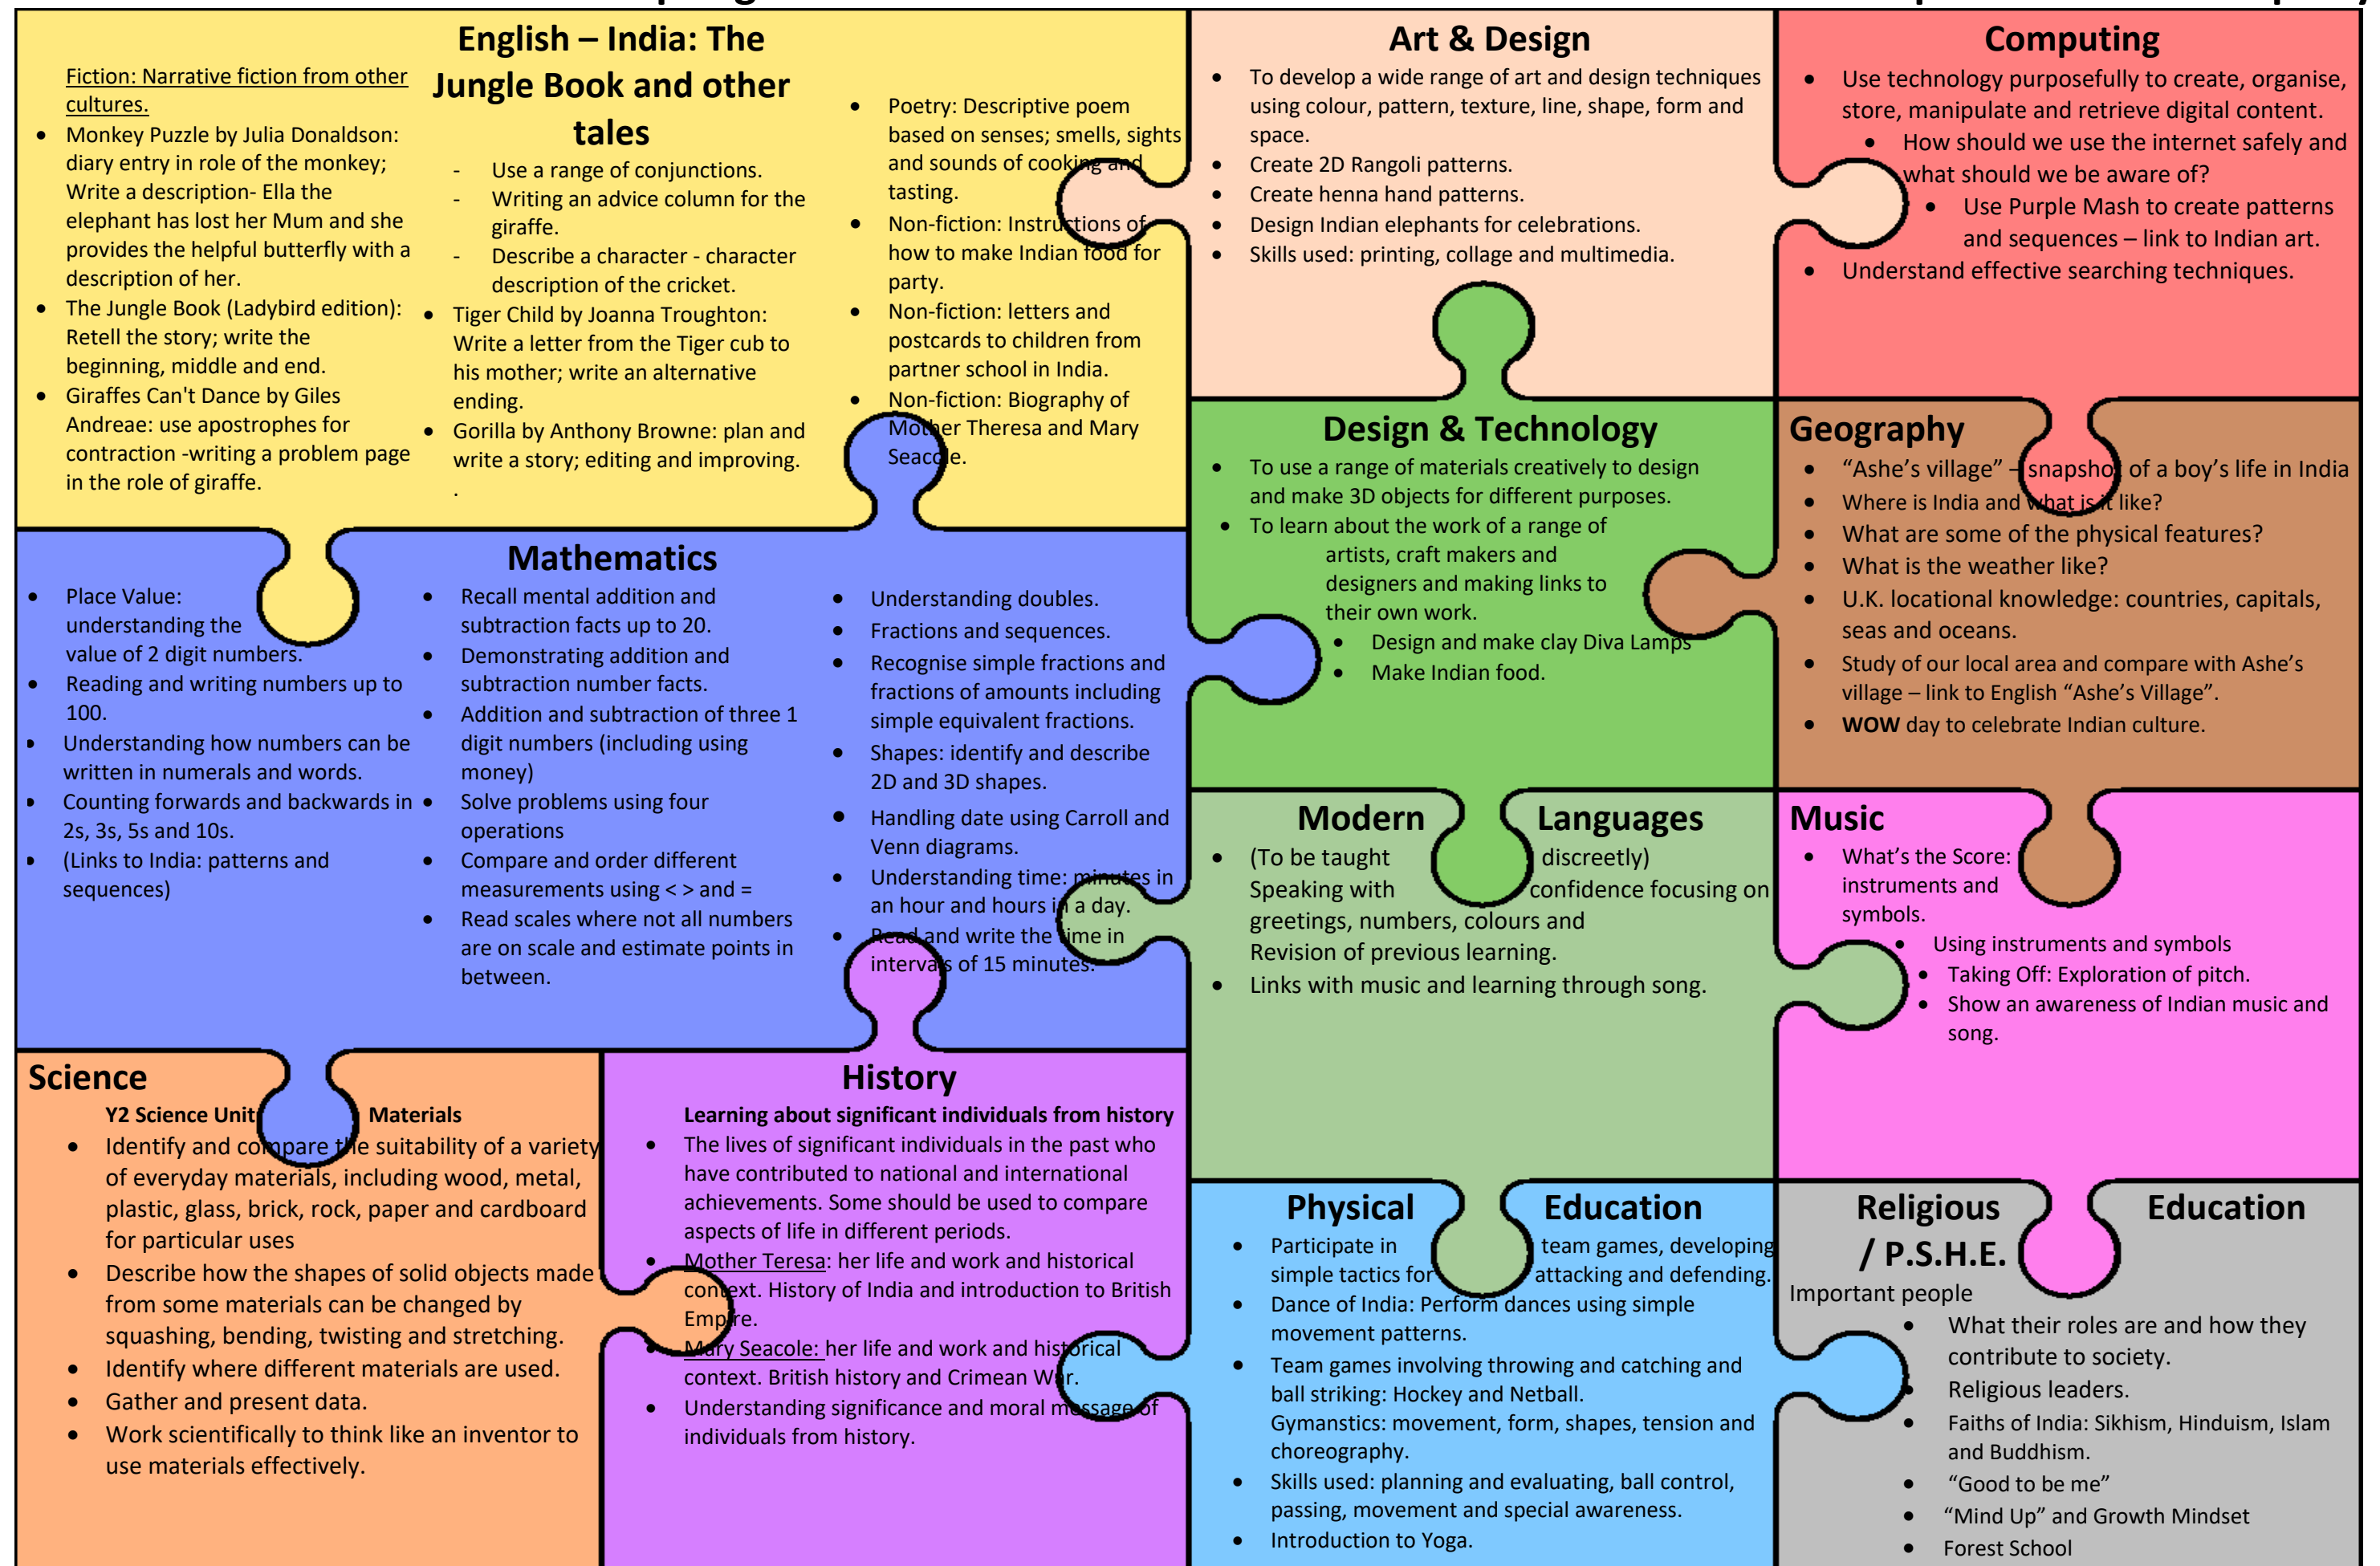 English – India: The
Jungle Book and other
tales
Fiction: Narrative fiction from other
cultures.
• Monkey Puzzle by Julia Donaldson:
diary entry in role of the monkey;
Write a description- Ella the
elephant has lost her Mum and she
provides the helpful butterfly with a
description of her.
• The Jungle Book (Ladybird edition):
Retell the story; write the
beginning, middle and end.
• Giraffes Can't Dance by Giles
Andreae: use apostrophes for
contraction -writing a problem page
in the role of giraffe.
- Use a range of conjunctions.
- Writing an advice column for the
giraffe.
- Describe a character - character
description of the cricket.
• Tiger Child by Joanna Troughton:
Write a letter from the Tiger cub to
his mother; write an alternative
ending.
• Gorilla by Anthony Browne: plan and
write a story; editing and improving.
.
• Poetry: Descriptive poem
based on senses; smells, sights
and sounds of cooking and
tasting.
• Non-fiction: Instructions of
how to make Indian food for
party.
• Non-fiction: letters and
postcards to children from
partner school in India.
• Non-fiction: Biography of
Mother Theresa and Mary
Seacole.
Art & Design
• To develop a wide range of art and design techniques
using colour, pattern, texture, line, shape, form and
space.
• Create 2D Rangoli patterns.
• Create henna hand patterns.
• Design Indian elephants for celebrations.
• Skills used: printing, collage and multimedia.
Computing
• Use technology purposefully to create, organise,
store, manipulate and retrieve digital content.
• How should we use the internet safely and
what should we be aware of?
• Use Purple Mash to create patterns
and sequences – link to Indian art.
• Understand effective searching techniques.
Design & Technology
• To use a range of materials creatively to design
and make 3D objects for different purposes.
• To learn about the work of a range of
artists, craft makers and
designers and making links to
their own work.
• Design and make clay Diva Lamps
• Make Indian food.
Geography
• “Ashe’s village” – snapshot of a boy’s life in India
• Where is India and what is it like?
• What are some of the physical features?
• What is the weather like?
• U.K. locational knowledge: countries, capitals,
seas and oceans.
• Study of our local area and compare with Ashe’s
village – link to English “Ashe’s Village”.
• WOW day to celebrate Indian culture.
Mathematics
• Place Value:
understanding the
value of 2 digit numbers.
• Reading and writing numbers up to
100.
• Understanding how numbers can be
written in numerals and words.
• Counting forwards and backwards in
2s, 3s, 5s and 10s.
• (Links to India: patterns and
sequences)
• Recall mental addition and
subtraction facts up to 20.
• Demonstrating addition and
subtraction number facts.
• Addition and subtraction of three 1
digit numbers (including using
money)
• Solve problems using four
operations
• Compare and order different
measurements using < > and =
• Read scales where not all numbers
are on scale and estimate points in
between.
• Understanding doubles.
• Fractions and sequences.
• Recognise simple fractions and
fractions of amounts including
simple equivalent fractions.
• Shapes: identify and describe
2D and 3D shapes.
• Handling date using Carroll and
Venn diagrams.
• Understanding time: minutes in
an hour and hours in a day.
• Read and write the time in
intervals of 15 minutes.
Modern Languages
• (To be taught discreetly)
Speaking with confidence focusing on
greetings, numbers, colours and
Revision of previous learning.
• Links with music and learning through song.
Music
• What’s the Score:
instruments and
symbols.
• Using instruments and symbols
• Taking Off: Exploration of pitch.
• Show an awareness of Indian music and
song.
Science
Y2 Science Unit Materials
• Identify and compare the suitability of a variety
of everyday materials, including wood, metal,
plastic, glass, brick, rock, paper and cardboard
for particular uses
• Describe how the shapes of solid objects made
from some materials can be changed by
squashing, bending, twisting and stretching.
• Identify where different materials are used.
• Gather and present data.
• Work scientifically to think like an inventor to
use materials effectively.
History
Learning about significant individuals from history
• The lives of significant individuals in the past who
have contributed to national and international
achievements. Some should be used to compare
aspects of life in different periods.
• Mother Teresa: her life and work and historical
context. History of India and introduction to British
Empire.
• Mary Seacole: her life and work and historical
context. British history and Crimean War.
• Understanding significance and moral message of
individuals from history.
Physical Education
• Participate in team games, developing
simple tactics for attacking and defending.
• Dance of India: Perform dances using simple
movement patterns.
• Team games involving throwing and catching and
ball striking: Hockey and Netball.
Gymanstics: movement, form, shapes, tension and
choreography.
• Skills used: planning and evaluating, ball control,
passing, movement and special awareness.
• Introduction to Yoga.
Religious Education
/ P.S.H.E.
Important people
• What their roles are and how they
contribute to society.
• Religious leaders.
• Faiths of India: Sikhism, Hinduism, Islam
and Buddhism.
• “Good to be me”
• “Mind Up” and Growth Mindset
• Forest School